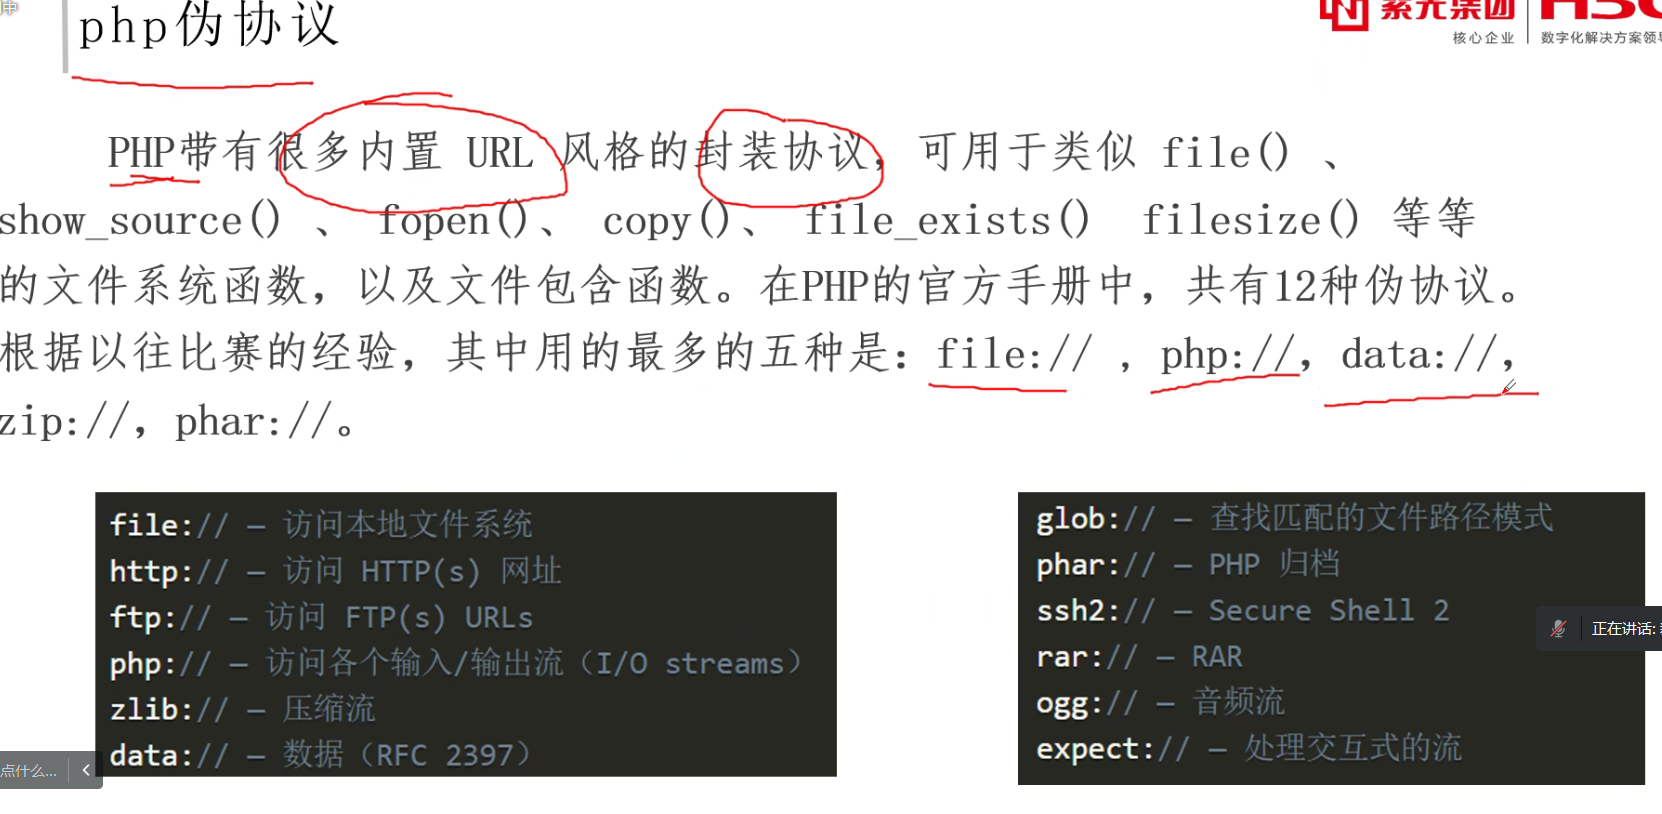 php伪协议
紫光集团
核心企业
数字化解决方案领
PHP带有很多内置 URL 风格的封装协议，可用于类似 file() 、
show_source() 、 fopen()、 copy()、 file_exists() filesize() 等等
的文件系统函数，以及文件包含函数。在PHP的官方手册中，共有12种伪协议。
根据以往比赛的经验，其中用的最多的五种是：file:// ，php://，data://，
zip://，phar://。
file:// — 访问本地文件系统
http:// — 访问 HTTP(s) 网址
ftp:// — 访问 FTP(s) URLs
php:// — 访问各个输入/输出流（I/O streams）
zlib:// — 压缩流
data:// — 数据（RFC 2397）
glob:// — 查找匹配的文件路径模式
phar:// — PHP 归档
ssh2:// — Secure Shell 2
rar:// — RAR
ogg:// — 音频流
expect:// — 处理交互式的流
正在讲话:
点什么...